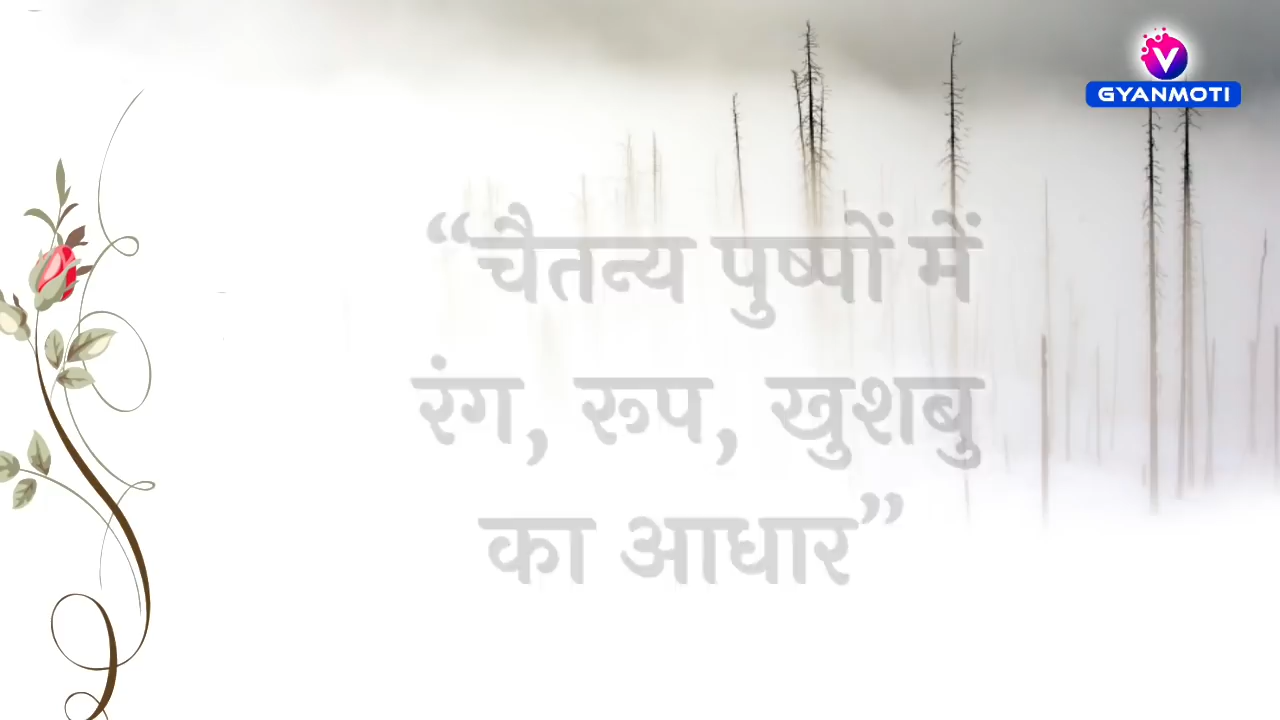 V
GYANMOTI
“चैतन्य पुष्पों में
रंग, रूप, खुशबु
का आधार”